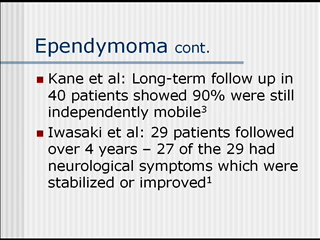 Ependymoma cont.
Kane et al: Long-term follow up in
40 patients showed 90% were still
independently mobile³
Iwasaki et al: 29 patients followed
over 4 years – 27 of the 29 had
neurological symptoms which were
stabilized or improved¹